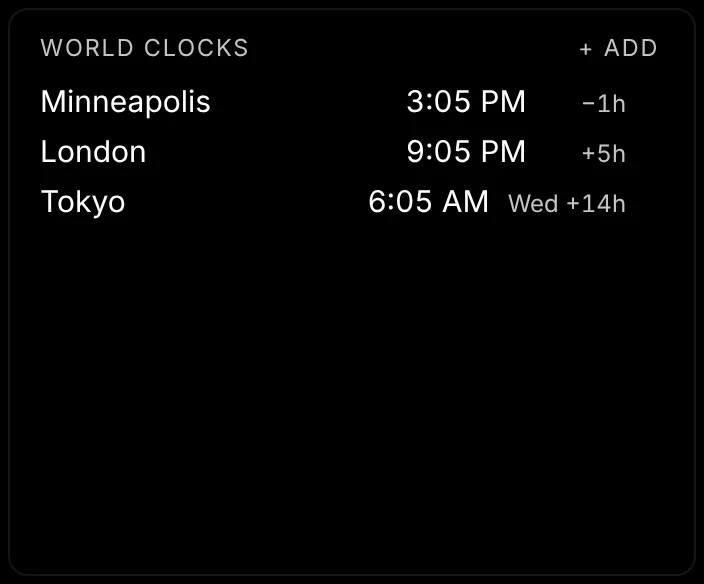 WORLD CLOCKS + ADD
Minneapolis 3:05 PM −1h
London 9:05 PM +5h
Tokyo 6:05 AM Wed +14h